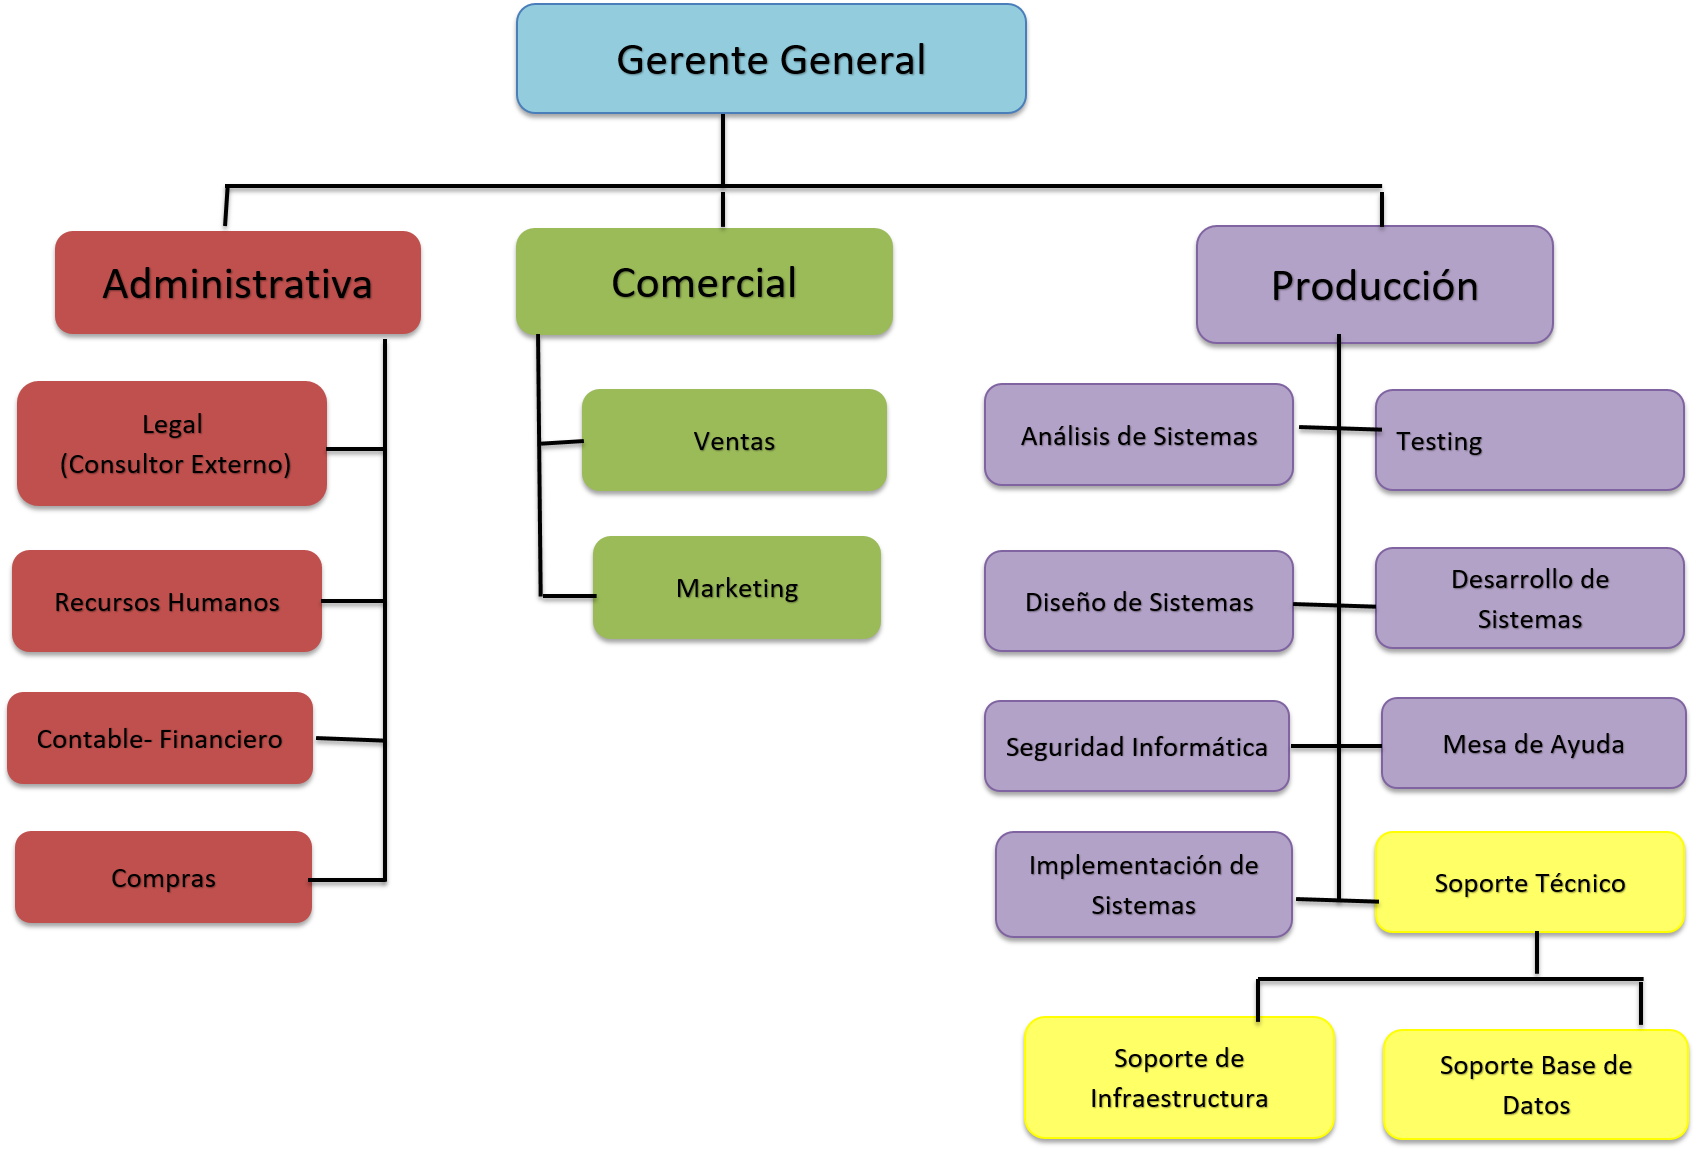 Gerente General
Administrativa
Comercial
Producción
Legal
(Consultor Externo)
Recursos Humanos
Contable- Financiero
Compras
Ventas
Marketing
Análisis de Sistemas
Testing
Diseño de Sistemas
Desarrollo de
Sistemas
Seguridad Informática
Mesa de Ayuda
Implementación de
Sistemas
Soporte Técnico
Soporte de
Infraestructura
Soporte Base de
Datos